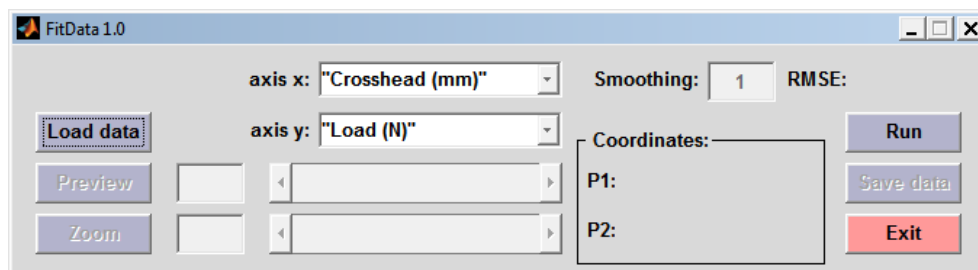 FitData 1.0
axis x: "Crosshead (mm)" Smoothing: 1 RMSE:
Load data axis y: "Load (N)" Coordinates: Run
Preview P1: Save data
Zoom P2: Exit